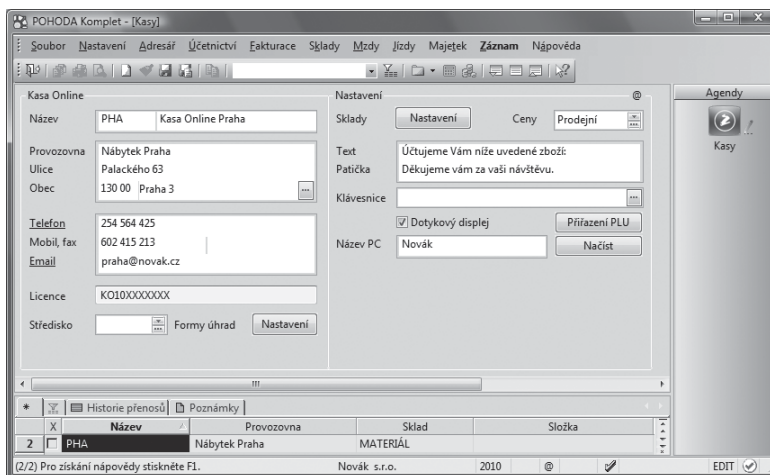 POHODA Komplet - [Kasy]
Soubor Nastavení Adresář Účetnictví Fakturace Sklady Mzdy Jízdy Majetek Záznam Nápověda
Kasa Online Nastavení @ Agendy
Název PHA Kasa Online Praha Sklady Nastavení Ceny Prodejní
Kasy
Provozovna Nábytek Praha Text Účtujeme Vám níže uvedené zboží:
Ulice Palackého 63 Patička Děkujeme vám za vaši návštěvu.
Obec 130 00 Praha 3 ...
Klávesnice ...
Telefon 254 564 425 Dotykový displej Přiřazení PLU
Mobil, fax 602 415 213 Název PC Novák Načíst
Email praha@novak.cz
Licence KO10XXXXXXX
Středisko Formy úhrad Nastavení
* Historie přenosů Poznámky
X Název Provozovna Sklad Složka
2 PHA Nábytek Praha MATERIÁL
(2/2) Pro získání nápovědy stiskněte F1. Novák s.r.o. 2010 @ EDIT